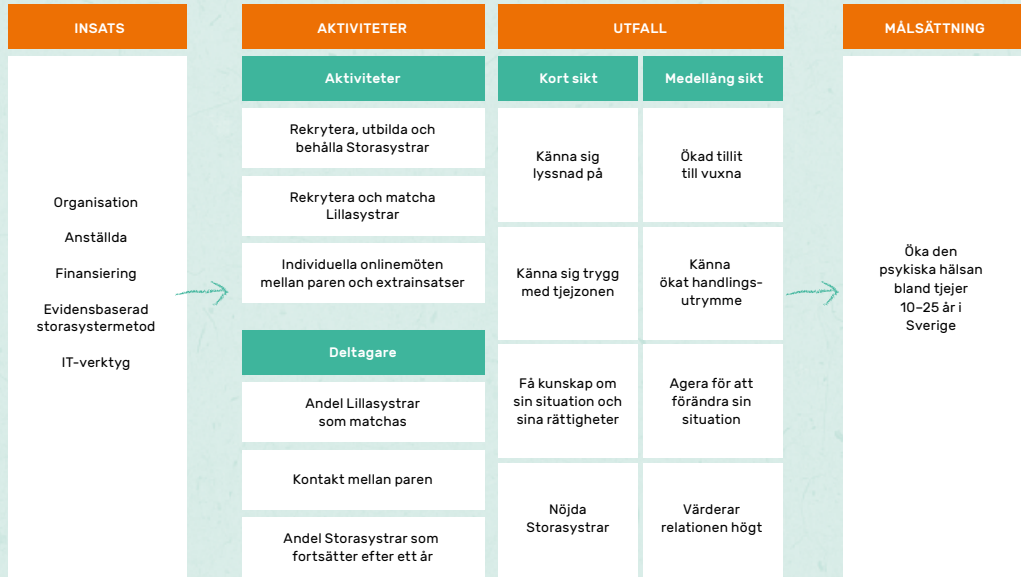 INSATS
Organisation
Anställda
Finansiering
Evidensbaserad
storasystermetod
IT-verktyg
AKTIVITETER
Aktiviteter
Rekrytera, utbilda och
behålla Storasystrar
Rekrytera och matcha
Lillasystrar
Individuella onlinemöten
mellan paren och extrainsatser
Deltagare
Andel Lillasystrar
som matchas
Kontakt mellan paren
Andel Storasystrar som
fortsätter efter ett år
UTFALL
Kort sikt
Känna sig
lyssnad på
Känna sig trygg
med tjejzonen
Få kunskap om
sin situation och
sina rättigheter
Nöjda
Storasystrar
Medellång sikt
Ökad tillit
till vuxna
Känna
ökat handlings-
utrymme
Agera för att
förändra sin
situation
Värderar
relationen högt
MÅLSÄTTNING
Öka den
psykiska hälsan
bland tjejer
10–25 år i
Sverige